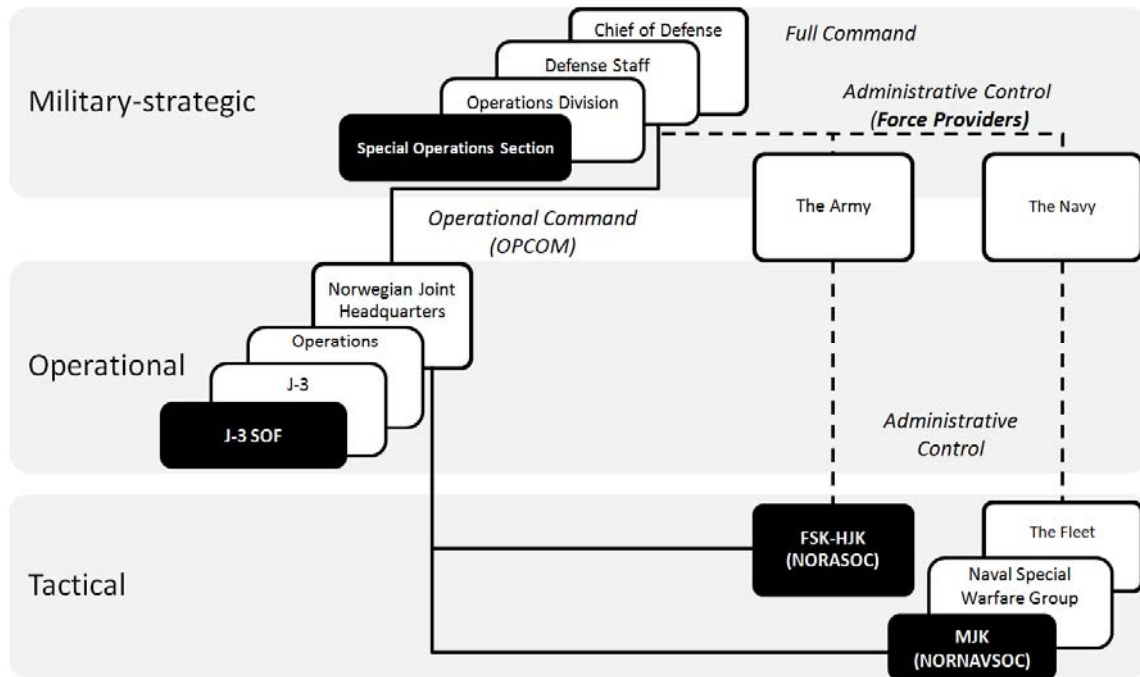 Chief of Defense
Full Command
Defense Staff
Military-strategic
Operations Division
Administrative Control
(Force Providers)
Special Operations Section
The Army
The Navy
Operational Command
(OPCOM)
Norwegian Joint
Headquarters
Operations
Operational
J-3
J-3 SOF
Administrative
Control
FSK-HJK
(NORASOC)
The Fleet
Tactical
Naval Special
Warfare Group
MJK
(NORNAVSOC)